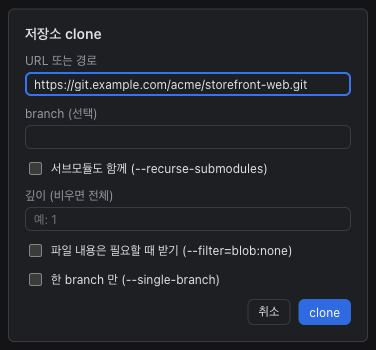 저장소 clone
URL 또는 경로
https://git.example.com/acme/storefront-web.git
branch (선택)
서브모듈도 함께 (--recurse-submodules)
깊이 (비우면 전체)
예: 1
파일 내용은 필요할 때 받기 (--filter=blob:none)
한 branch 만 (--single-branch)
취소
clone